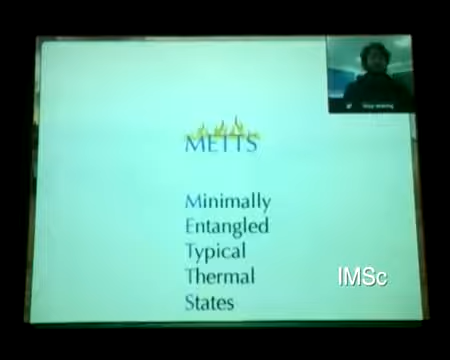 METTS
Minimally
Entangled
Typical
Thermal
States
IMSc